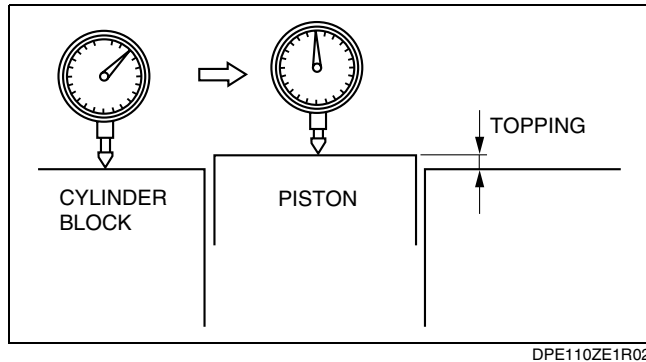 TOPPING
CYLINDER
BLOCK
PISTON
DPE110ZE1R02